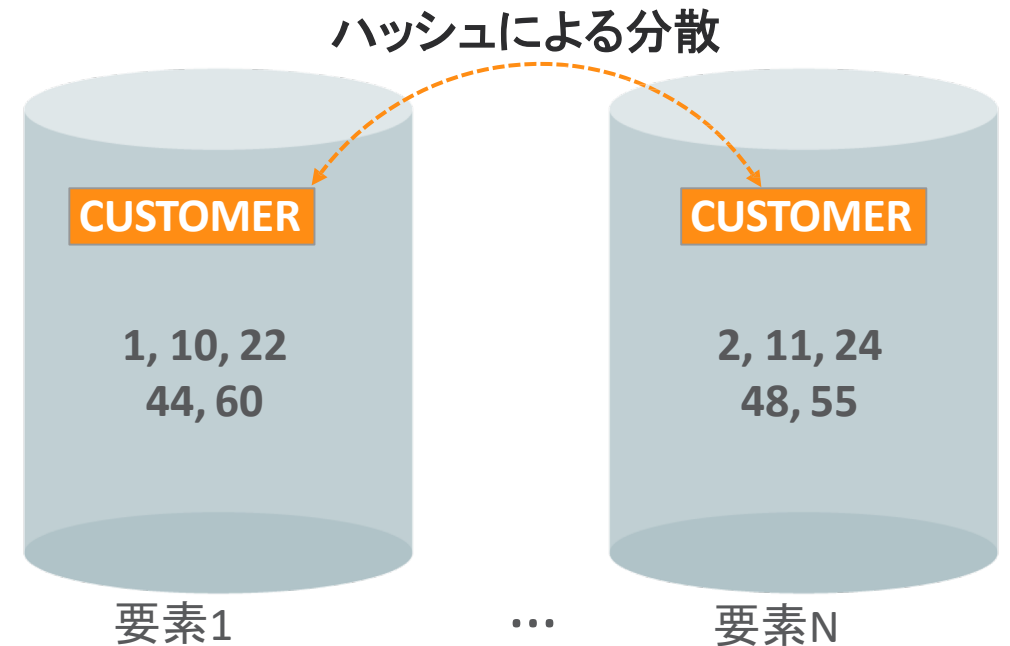 ハッシュによる分散
CUSTOMER
CUSTOMER
1, 10, 22
44, 60
2, 11, 24
48, 55
要素1
…
要素N